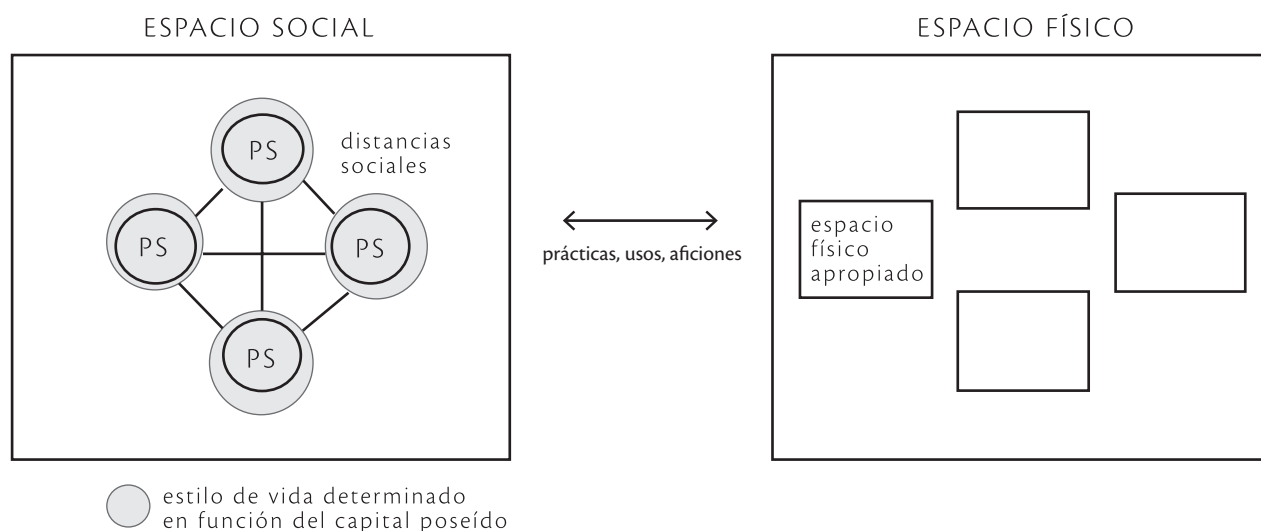 ESPACIO SOCIAL
ESPACIO FÍSICO
PS
distancias
sociales
PS
PS
PS
prácticas, usos, aficiones
espacio
físico
apropiado
estilo de vida determinado
en función del capital poseído